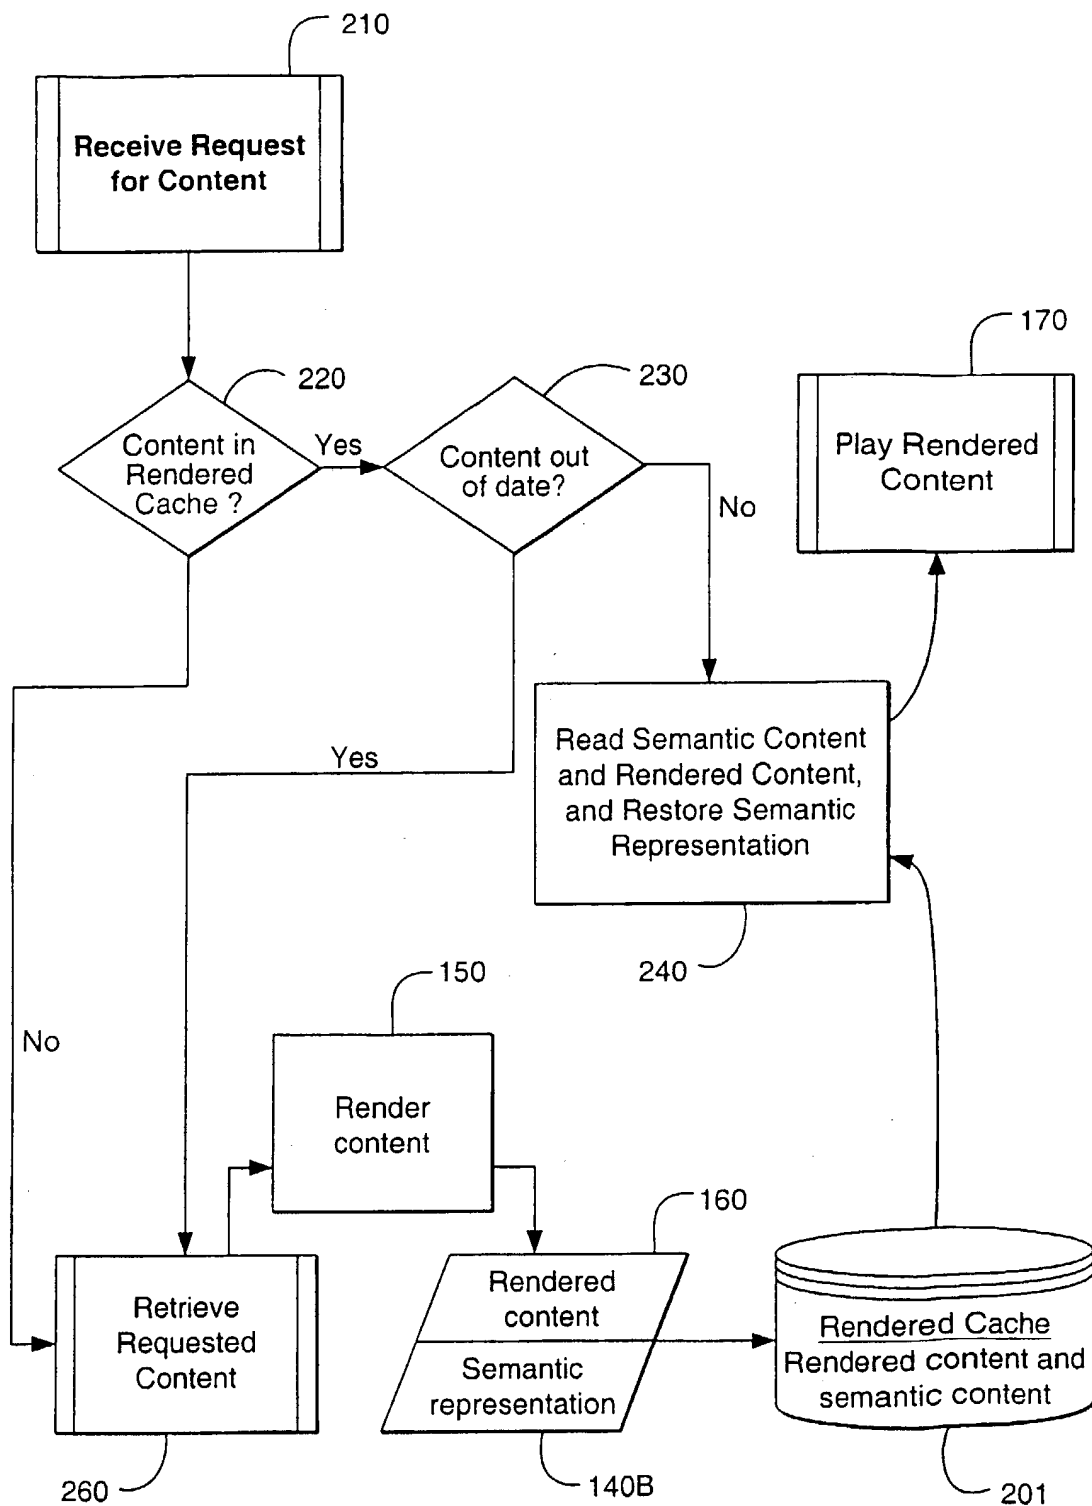 210
Receive Request
for Content
170
220
230
Content in
Rendered
Cache ?
Yes
Content out
of date?
No
Play Rendered
Content
Yes
Read Semantic Content
and Rendered Content,
and Restore Semantic
Representation
240
150
No
Render
content
160
Retrieve
Requested
Content
Rendered
content
Semantic
representation
Rendered Cache
Rendered content and
semantic content
260
140B
201